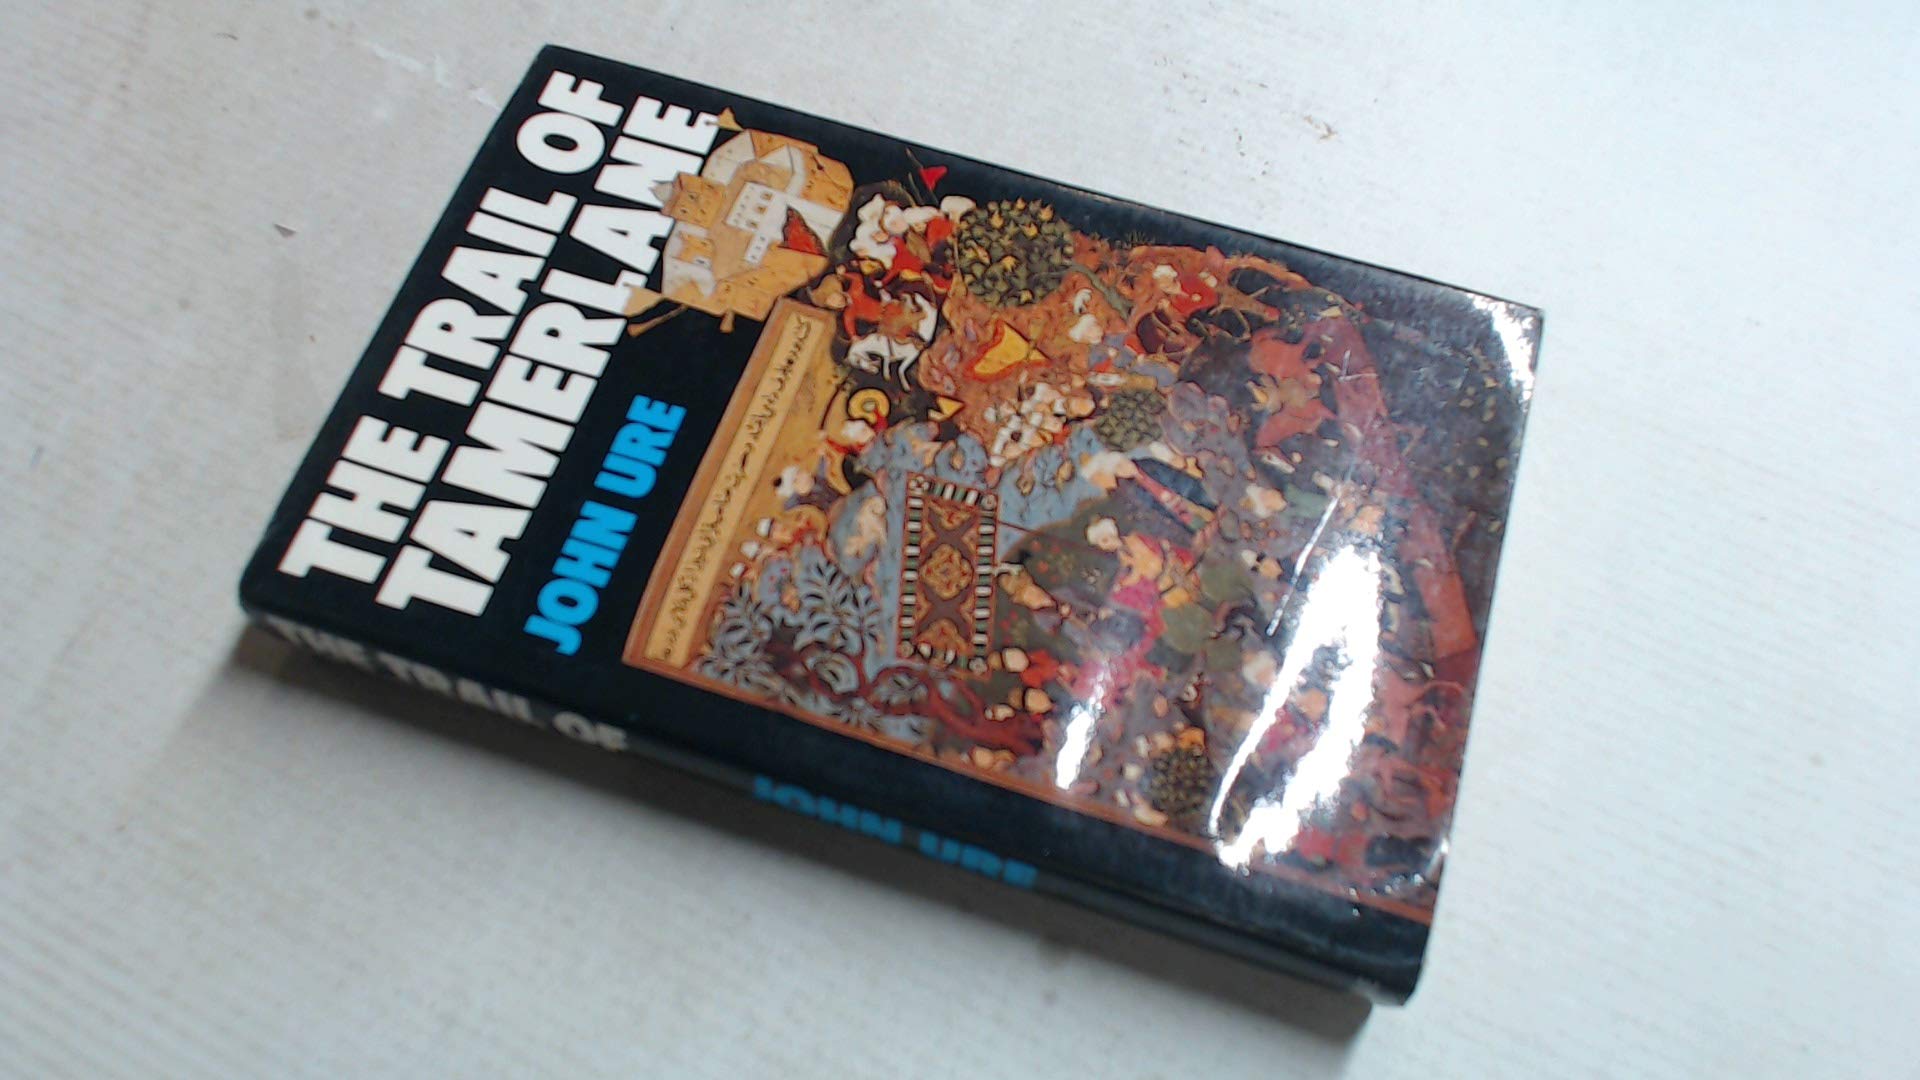 THE TRAIL OF
TAMERLANE
JOHN URE
THE TRAIL OF
JOHN URE